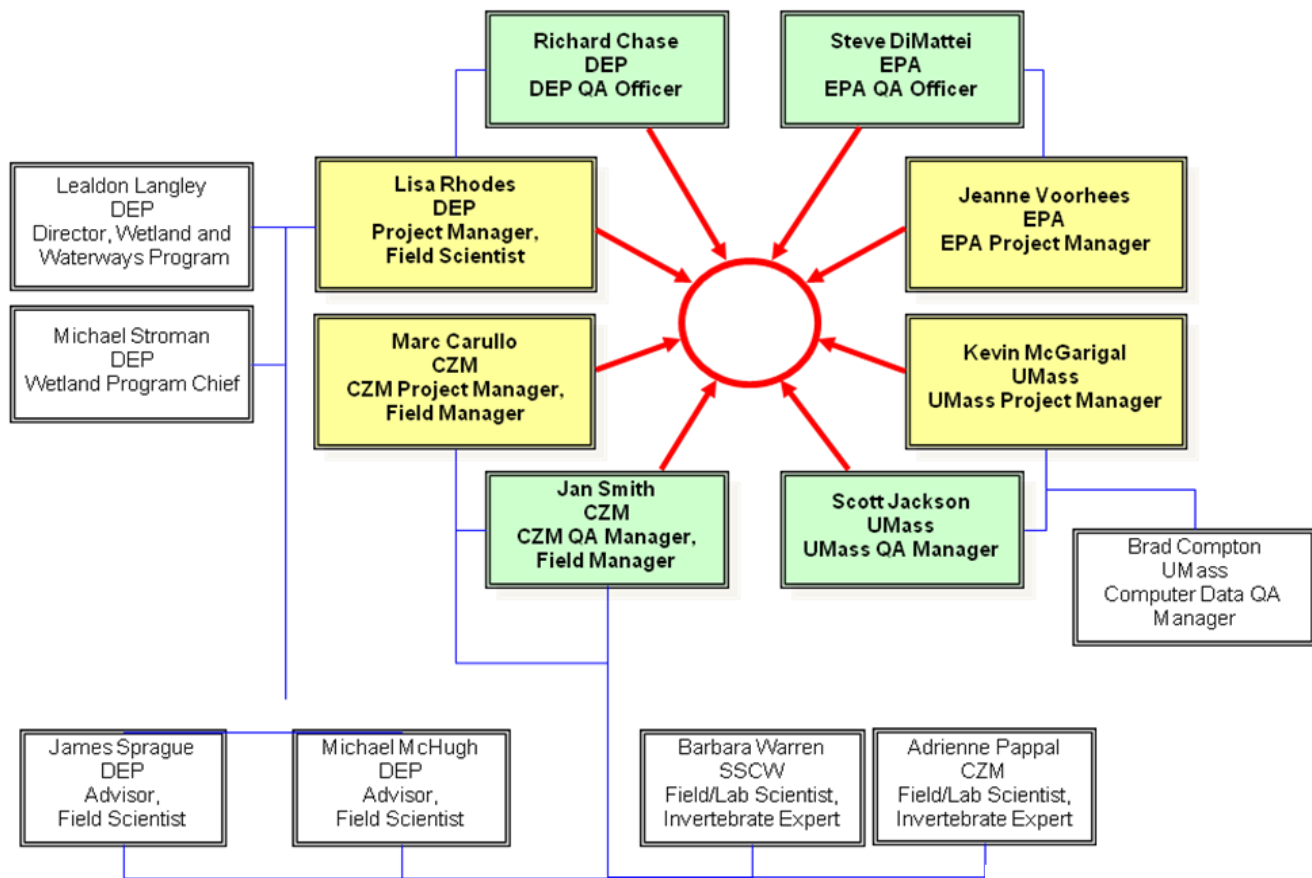 Richard Chase
DEP
DEP QA Officer
Steve DiMattei
EPA
EPA QA Officer
Lealdon Langley
DEP
Director, Wetland and
Waterways Program
Lisa Rhodes
DEP
Project Manager,
Field Scientist
Jeanne Voorhees
EPA
EPA Project Manager
Michael Stroman
DEP
Wetland Program Chief
Marc Carullo
CZM
CZM Project Manager,
Field Manager
Kevin McGarigal
UMass
UMass Project Manager
Jan Smith
CZM
CZM QA Manager,
Field Manager
Scott Jackson
UMass
UMass QA Manager
Brad Compton
UMass
Computer Data QA
Manager
James Sprague
DEP
Advisor,
Field Scientist
Michael McHugh
DEP
Advisor,
Field Scientist
Barbara Warren
SSCW
Field/Lab Scientist,
Invertebrate Expert
Adrienne Pappal
CZM
Field/Lab Scientist,
Invertebrate Expert